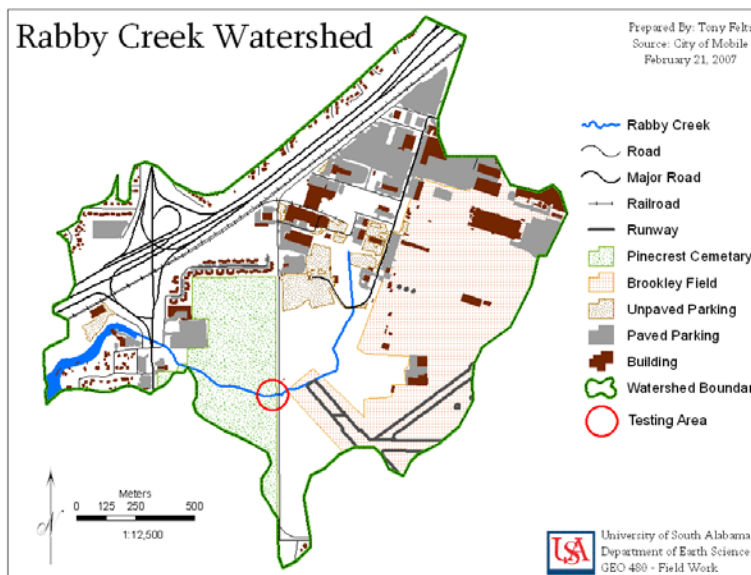 Rabby Creek Watershed
Prepared By: Tony Felts
Source: City of Mobile
February 21, 2007
Rabby Creek
Road
Major Road
Railroad
Runway
Pinecrest Cemetary
Brookley Field
Unpaved Parking
Paved Parking
Building
Watershed Boundar
Testing Area
Meters
0 125 250 500
1:12,500
N
USA
University of South Alabama
Department of Earth Science
GEO 480 - Field Work